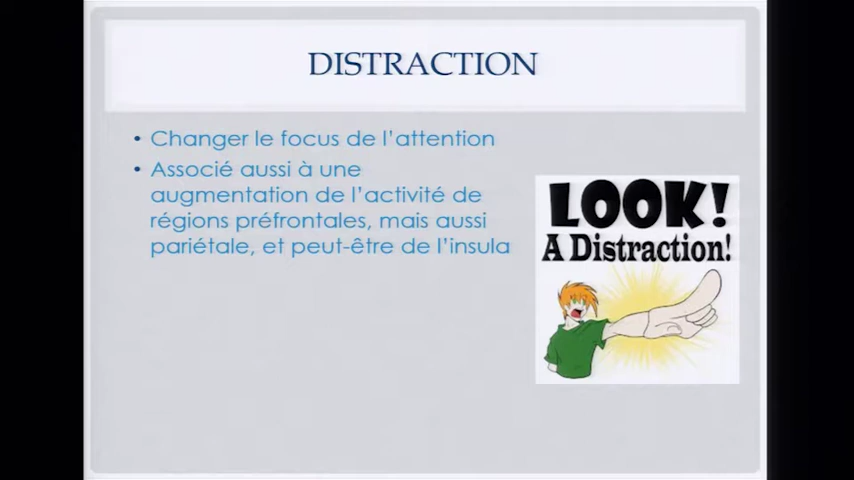 DISTRACTION
• Changer le focus de l'attention
• Associé aussi à une
augmentation de l'activité de
régions préfrontales, mais aussi
pariétale, et peut-être de l'insula
LOOK!
A Distraction!